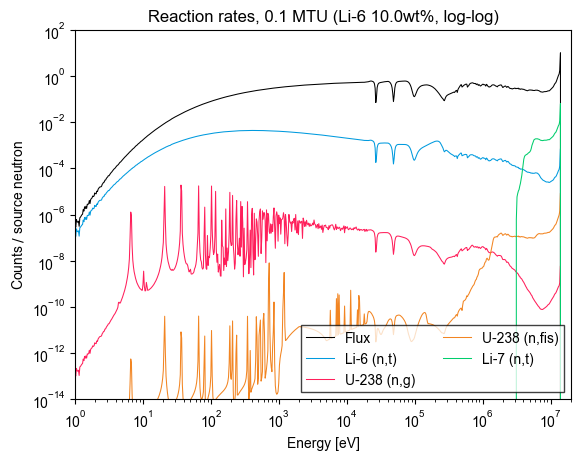 Reaction rates, 0.1 MTU (Li-6 10.0wt%, log-log)
Counts / source neutron
10^2
10^0
10^−2
10^−4
10^−6
10^−8
10^−10
10^−12
10^−14
Flux
Li-6 (n,t)
U-238 (n,g)
U-238 (n,fis)
Li-7 (n,t)
10^0 10^1 10^2 10^3 10^4 10^5 10^6 10^7
Energy [eV]